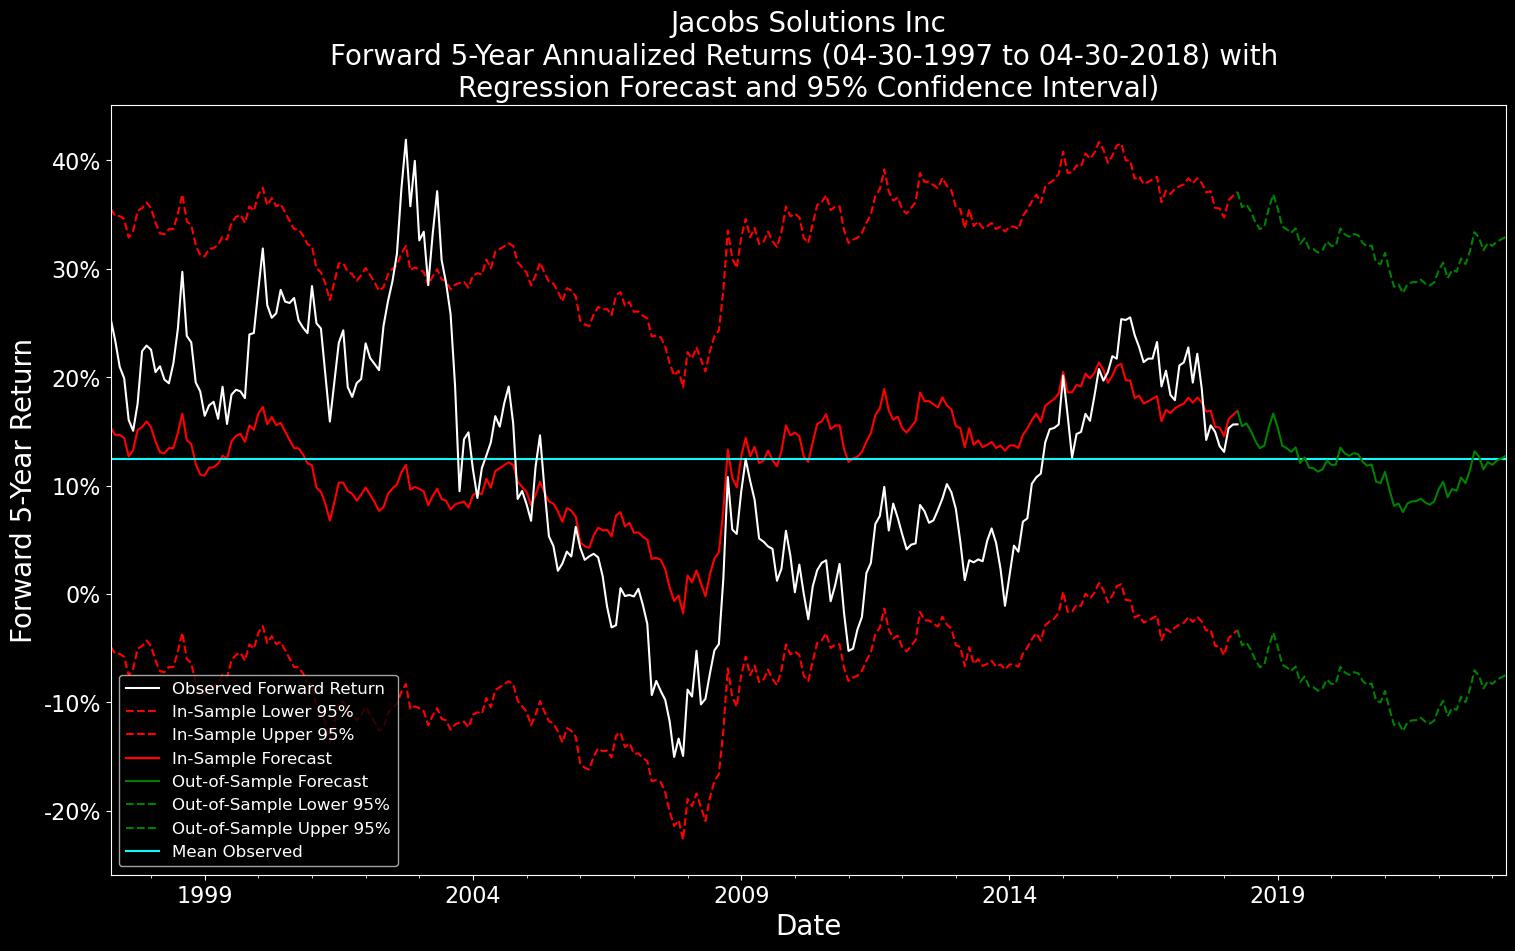 Jacobs Solutions Inc
Forward 5-Year Annualized Returns (04-30-1997 to 04-30-2018) with
Regression Forecast and 95% Confidence Interval)
Forward 5-Year Return
40%
30%
20%
10%
0%
-10%
-20%
Observed Forward Return
In-Sample Lower 95%
In-Sample Upper 95%
In-Sample Forecast
Out-of-Sample Forecast
Out-of-Sample Lower 95%
Out-of-Sample Upper 95%
Mean Observed
1999 2004 2009 2014 2019
Date